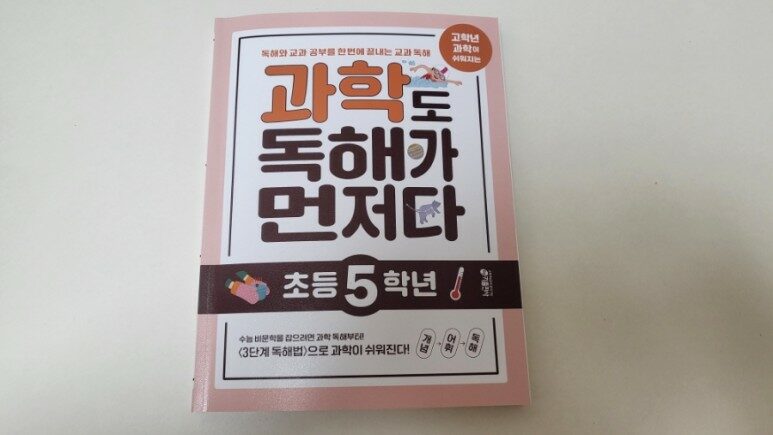 독해와 교과 공부를 한 번에 끝내는 교과 독해
고학년
과학이
쉬워지는
과학도
독해가
먼저다
초등 5 학년
키출판사
수능 비문학을 잡으려면 과학 독해부터!
〈3단계 독해법〉으로 과학이 쉬워진다!
개념
어휘
독해